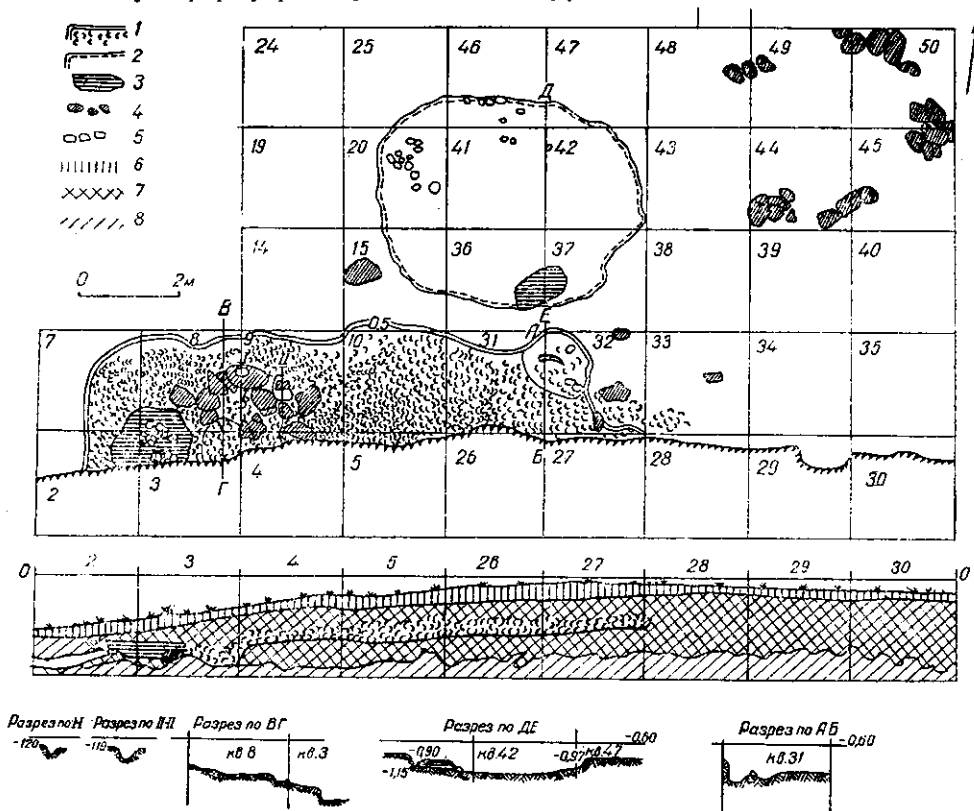 1
2
3
4
5
6
7
8
0 2м
24 25 46 47 48 49 50
Д
19 20 41 42 43 44 45
14 15 36 37 38 39 40
В Е
7 8 9 10 0,5 31 А 32 33 34 35
2 3 Г 4 5 26 Б 27 28 29 30
0 2 3 4 5 26 27 28 29 30 0
Разрез по II-II Разрез по ВГ Разрез по ДЕ Разрез по АБ
-120 -119 кв.8 кв.3 -0,90 -1,15 кв.42 -0,97 кв.47 -0,60 кв.31 -0,60